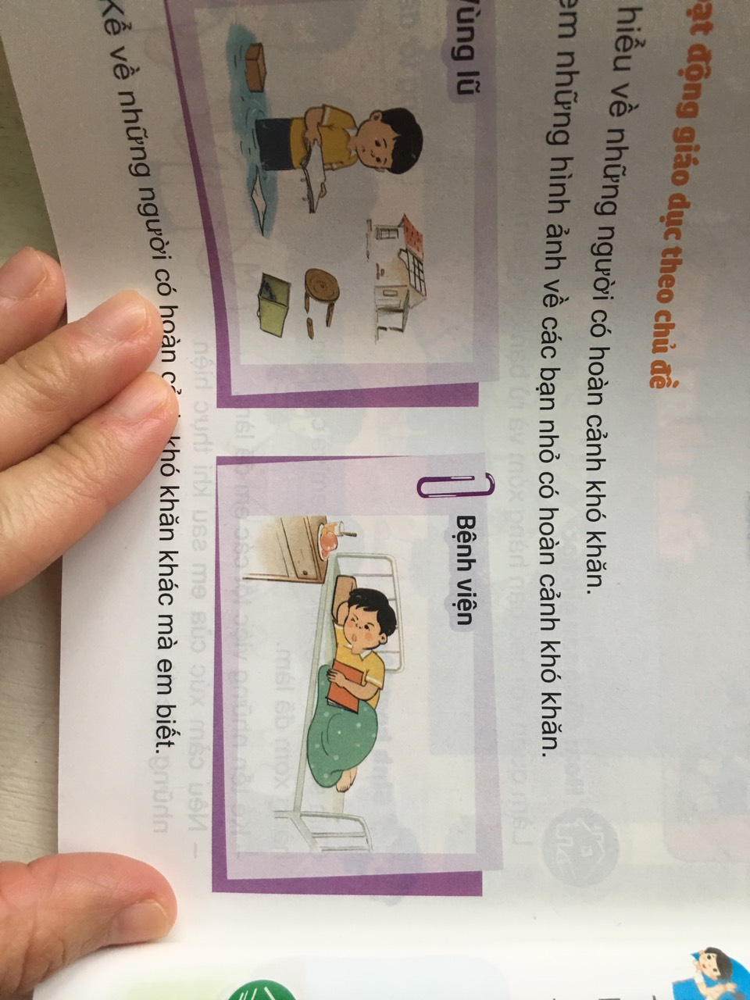 ạt động giáo dục theo chủ đề
hiểu về những người có hoàn cảnh khó khăn.
em những hình ảnh về các bạn nhỏ có hoàn cảnh khó khăn.
Vùng lũ
Bệnh viện
Kể về những người có hoàn cảnh khó khăn khác mà em biết.